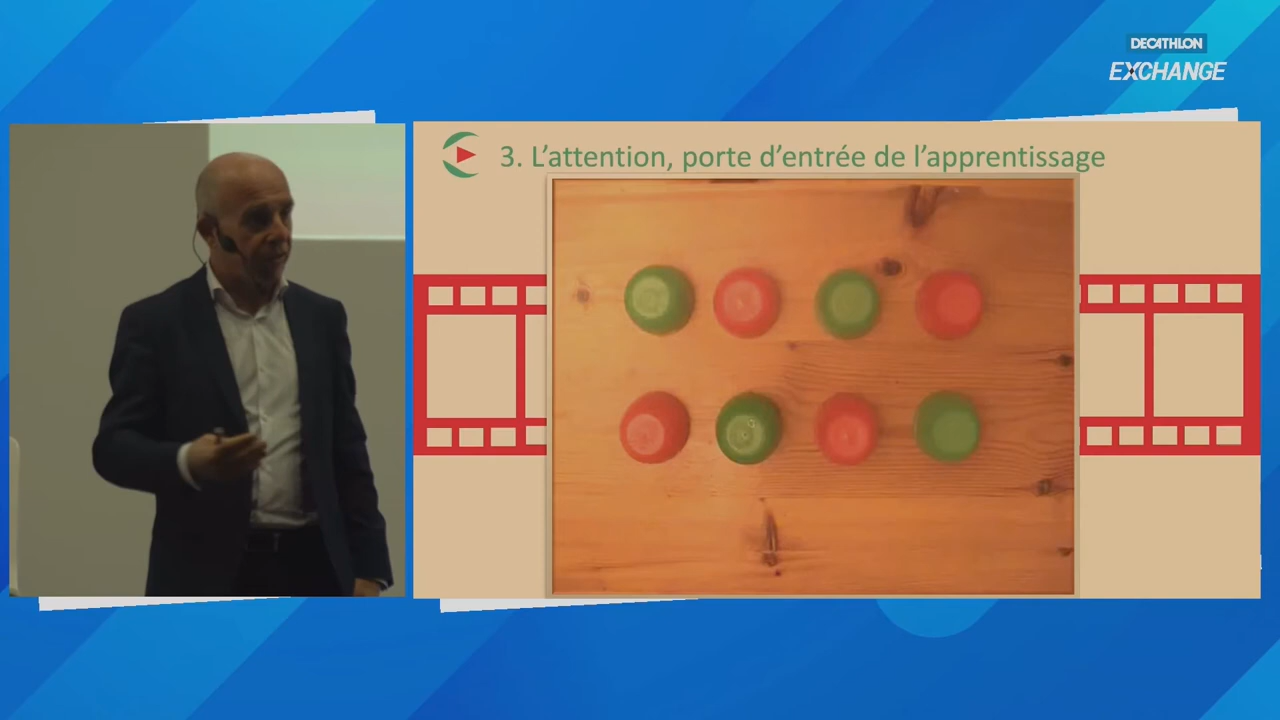 DECATHLON
EXCHANGE
3. L’attention, porte d’entrée de l’apprentissage